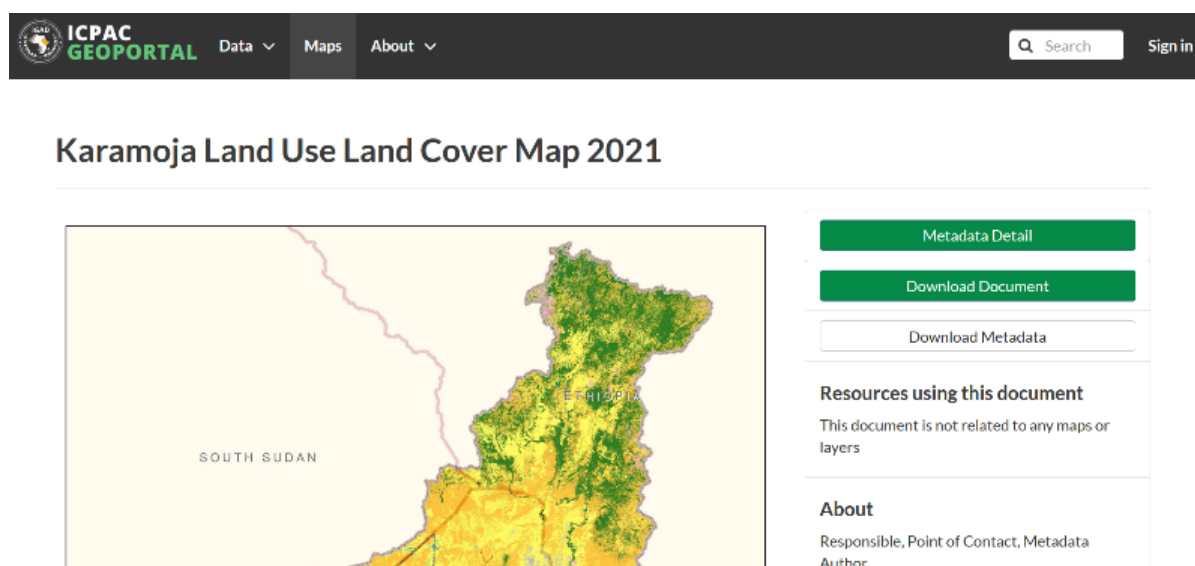 IGAD
ICPAC
GEOPORTAL
Data
Maps
About
Search
Sign in
Karamoja Land Use Land Cover Map 2021
ETHIOPIA
SOUTH SUDAN
Metadata Detail
Download Document
Download Metadata
Resources using this document
This document is not related to any maps or
layers
About
Responsible, Point of Contact, Metadata
Author